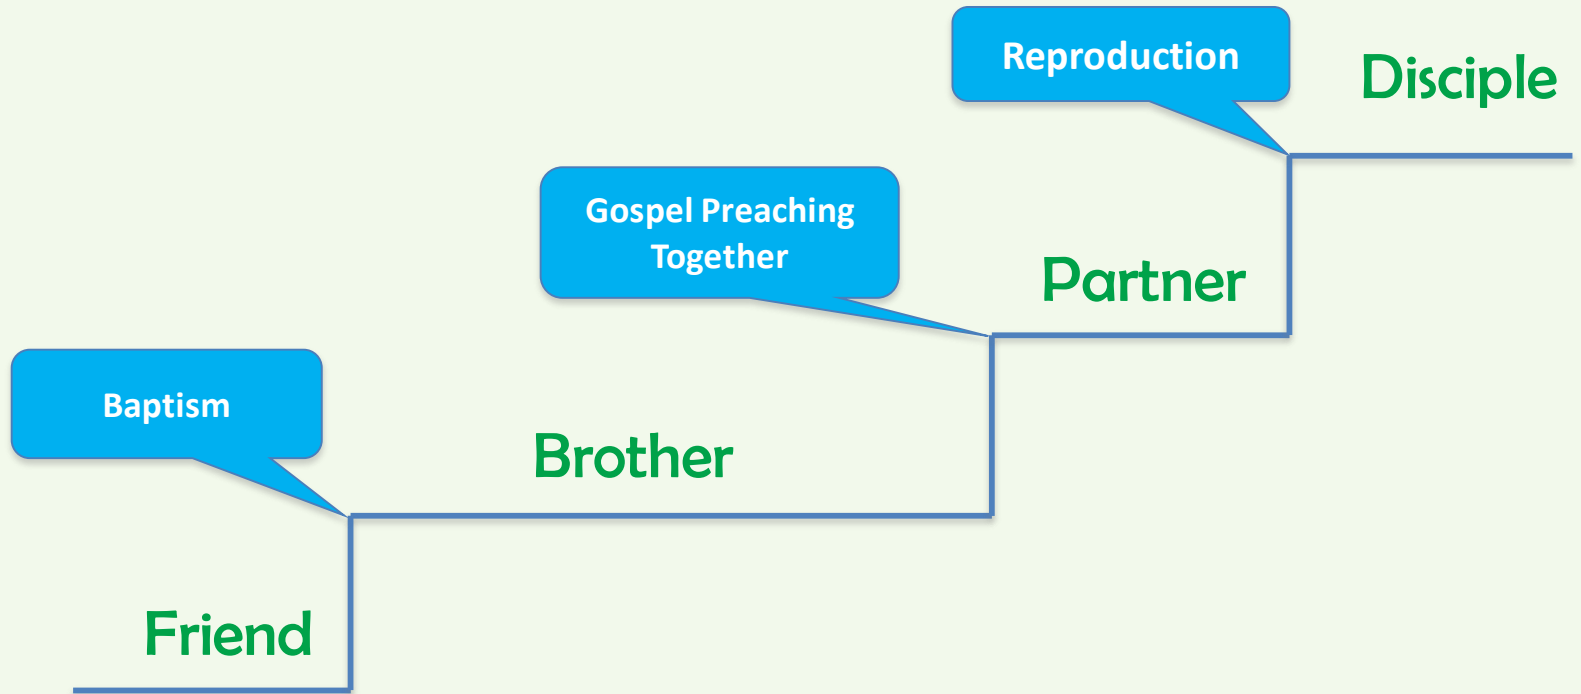 Reproduction
Disciple
Gospel Preaching
Together
Partner
Baptism
Brother
Friend